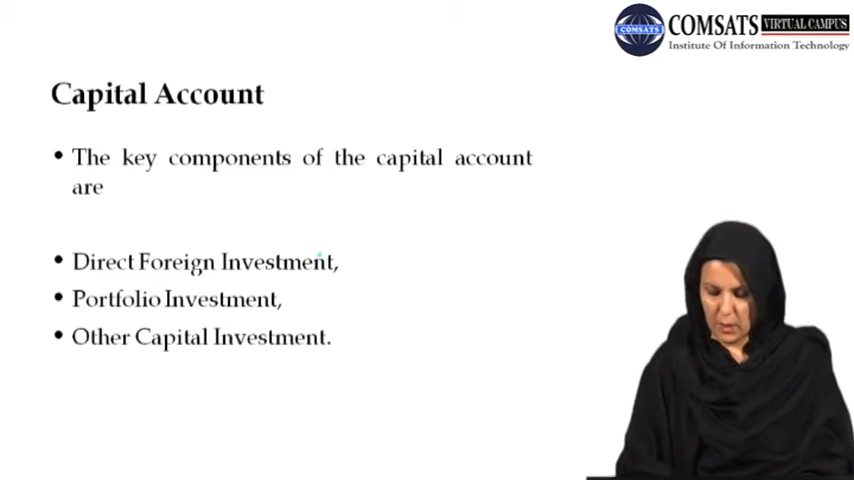 COMSATS VIRTUAL CAMPUS
COMSATS
Institute Of Information Technology
Capital Account
• The key components of the capital account
are
• Direct Foreign Investment,
• Portfolio Investment,
• Other Capital Investment.